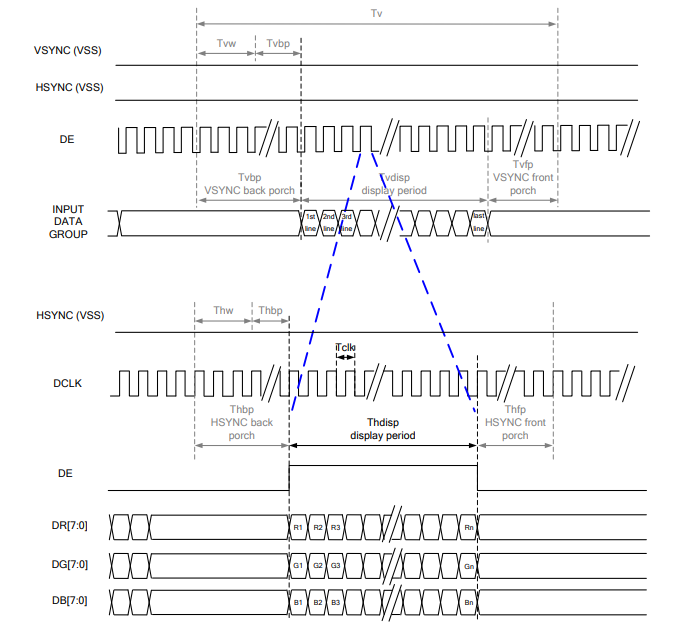 Tv
Tvw Tvbp
VSYNC (VSS)
HSYNC (VSS)
DE
Tvbp
VSYNC back porch
Tvdisp
display period
Tvfp
VSYNC front
porch
INPUT
DATA
GROUP
1st
line
2nd
line
3rd
line
last
line
HSYNC (VSS)
Thw Thbp
Tclk
DCLK
Thbp
HSYNC back
porch
Thdisp
display period
Thfp
HSYNC front
porch
DE
DR[7:0] R1 R2 R3 Rn
DG[7:0] G1 G2 G3 Gn
DB[7:0] B1 B2 B3 Bn